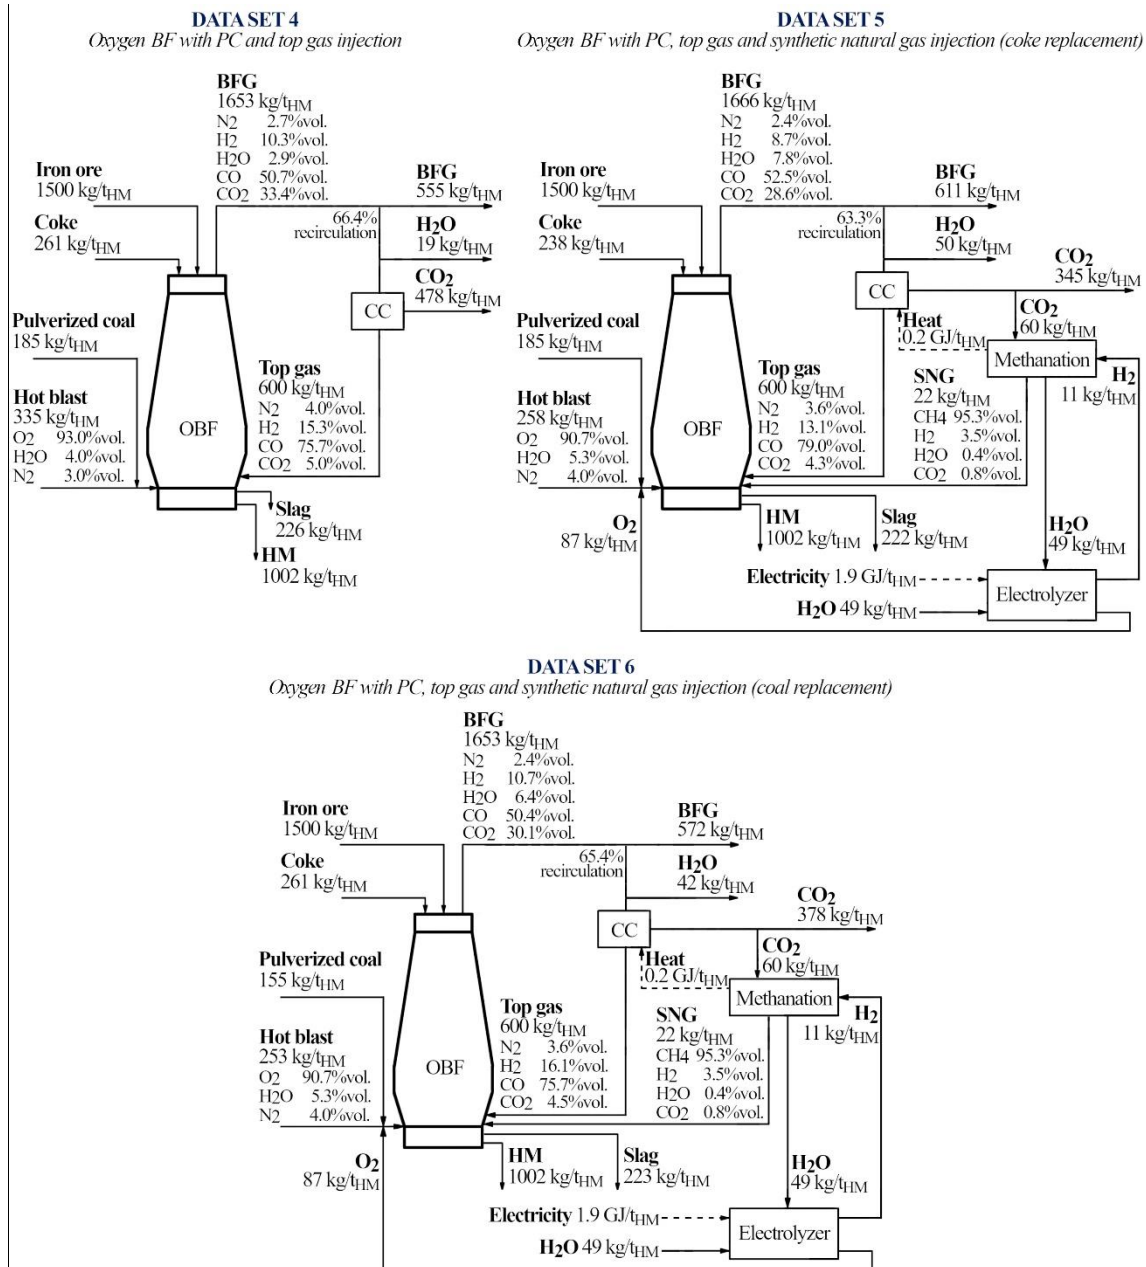 DATA SET 4
Oxygen BF with PC and top gas injection
BFG
1653 kg/tHM
N2 2.7%vol.
H2 10.3%vol.
H2O 2.9%vol.
CO 50.7%vol.
CO2 33.4%vol.
Iron ore
1500 kg/tHM
Coke
261 kg/tHM
BFG
555 kg/tHM
66.4%
recirculation
H2O
19 kg/tHM
CO2
478 kg/tHM
CC
Pulverized coal
185 kg/tHM
Hot blast
335 kg/tHM
O2 93.0%vol.
H2O 4.0%vol.
N2 3.0%vol.
OBF
Top gas
600 kg/tHM
N2 4.0%vol.
H2 15.3%vol.
CO 75.7%vol.
CO2 5.0%vol.
Slag
226 kg/tHM
HM
1002 kg/tHM
DATA SET 5
Oxygen BF with PC, top gas and synthetic natural gas injection (coke replacement)
BFG
1666 kg/tHM
N2 2.4%vol.
H2 8.7%vol.
H2O 7.8%vol.
CO 52.5%vol.
CO2 28.6%vol.
Iron ore
1500 kg/tHM
Coke
238 kg/tHM
BFG
611 kg/tHM
63.3%
recirculation
H2O
50 kg/tHM
CO2
345 kg/tHM
CC
CO2
60 kg/tHM
Heat
0.2 GJ/tHM
Methanation
H2
11 kg/tHM
Pulverized coal
185 kg/tHM
Hot blast
258 kg/tHM
O2 90.7%vol.
H2O 5.3%vol.
N2 4.0%vol.
OBF
Top gas
600 kg/tHM
N2 3.6%vol.
H2 13.1%vol.
CO 79.0%vol.
CO2 4.3%vol.
SNG
22 kg/tHM
CH4 95.3%vol.
H2 3.5%vol.
H2O 0.4%vol.
CO2 0.8%vol.
O2
87 kg/tHM
HM
1002 kg/tHM
Slag
222 kg/tHM
H2O
49 kg/tHM
Electricity 1.9 GJ/tHM
Electrolyzer
H2O 49 kg/tHM
DATA SET 6
Oxygen BF with PC, top gas and synthetic natural gas injection (coal replacement)
BFG
1653 kg/tHM
N2 2.4%vol.
H2 10.7%vol.
H2O 6.4%vol.
CO 50.4%vol.
CO2 30.1%vol.
Iron ore
1500 kg/tHM
Coke
261 kg/tHM
BFG
572 kg/tHM
65.4%
recirculation
H2O
42 kg/tHM
CO2
378 kg/tHM
CC
CO2
60 kg/tHM
Heat
0.2 GJ/tHM
Methanation
H2
11 kg/tHM
Pulverized coal
155 kg/tHM
Hot blast
253 kg/tHM
O2 90.7%vol.
H2O 5.3%vol.
N2 4.0%vol.
OBF
Top gas
600 kg/tHM
N2 3.6%vol.
H2 16.1%vol.
CO 75.7%vol.
CO2 4.5%vol.
SNG
22 kg/tHM
CH4 95.3%vol.
H2 3.5%vol.
H2O 0.4%vol.
CO2 0.8%vol.
O2
87 kg/tHM
HM
1002 kg/tHM
Slag
223 kg/tHM
H2O
49 kg/tHM
Electricity 1.9 GJ/tHM
Electrolyzer
H2O 49 kg/tHM